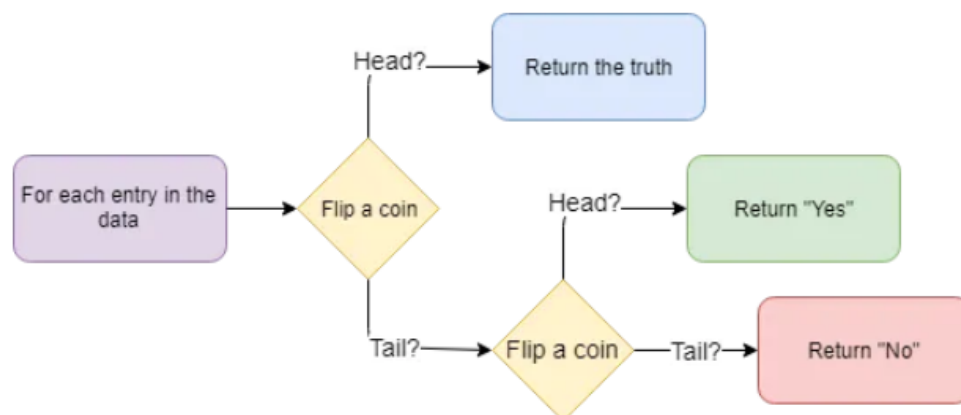 Head?
Return the truth
For each entry in the
data
Flip a coin
Head?
Return "Yes"
Tail?
Flip a coin
Tail?
Return "No"